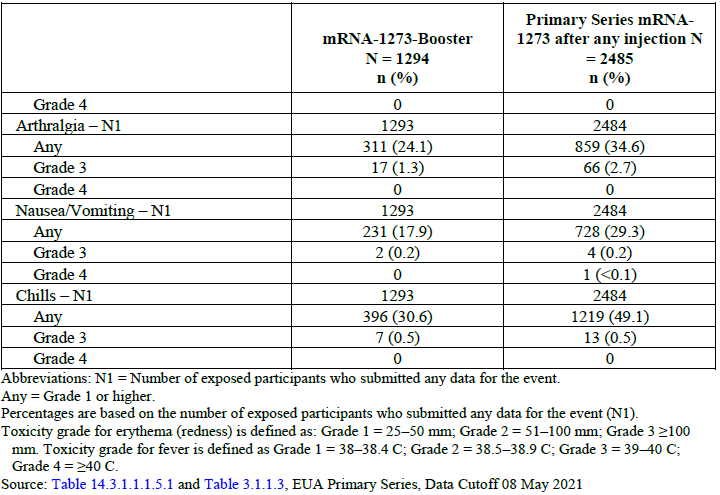 mRNA-1273-Booster
N = 1294
n (%)
Primary Series mRNA-
1273 after any injection N
= 2485
n (%)
Grade 4 0 0
Arthralgia – N1 1293 2484
Any 311 (24.1) 859 (34.6)
Grade 3 17 (1.3) 66 (2.7)
Grade 4 0 0
Nausea/Vomiting – N1 1293 2484
Any 231 (17.9) 728 (29.3)
Grade 3 2 (0.2) 4 (0.2)
Grade 4 0 1 (<0.1)
Chills – N1 1293 2484
Any 396 (30.6) 1219 (49.1)
Grade 3 7 (0.5) 13 (0.5)
Grade 4 0 0
Abbreviations: N1 = Number of exposed participants who submitted any data for the event.
Any = Grade 1 or higher.
Percentages are based on the number of exposed participants who submitted any data for the event (N1).
Toxicity grade for erythema (redness) is defined as: Grade 1 = 25–50 mm; Grade 2 = 51–100 mm; Grade 3 ≥100
mm. Toxicity grade for fever is defined as Grade 1 = 38–38.4 C; Grade 2 = 38.5–38.9 C; Grade 3 = 39–40 C;
Grade 4 = ≥40 C.
Source: Table 14.3.1.1.1.5.1 and Table 3.1.1.3, EUA Primary Series, Data Cutoff 08 May 2021